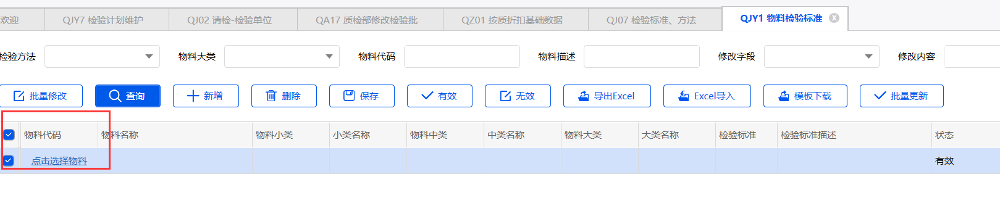 欢迎 QJY7 检验计划维护 QJ02 请检-检验单位 QA17 质检部修改检验批 QZ01 按质折扣基础数据 QJ07 检验标准、方法 QJY1 物料检验标准
检验方法 物料大类 物料代码 物料描述 修改字段 修改内容
批量修改 查询 新增 删除 保存 有效 无效 导出Excel Excel导入 模板下载 批量更新
物料代码 物料名称 物料小类 小类名称 物料中类 中类名称 物料大类 大类名称 检验标准 检验标准描述 状态
点击选择物料 有效